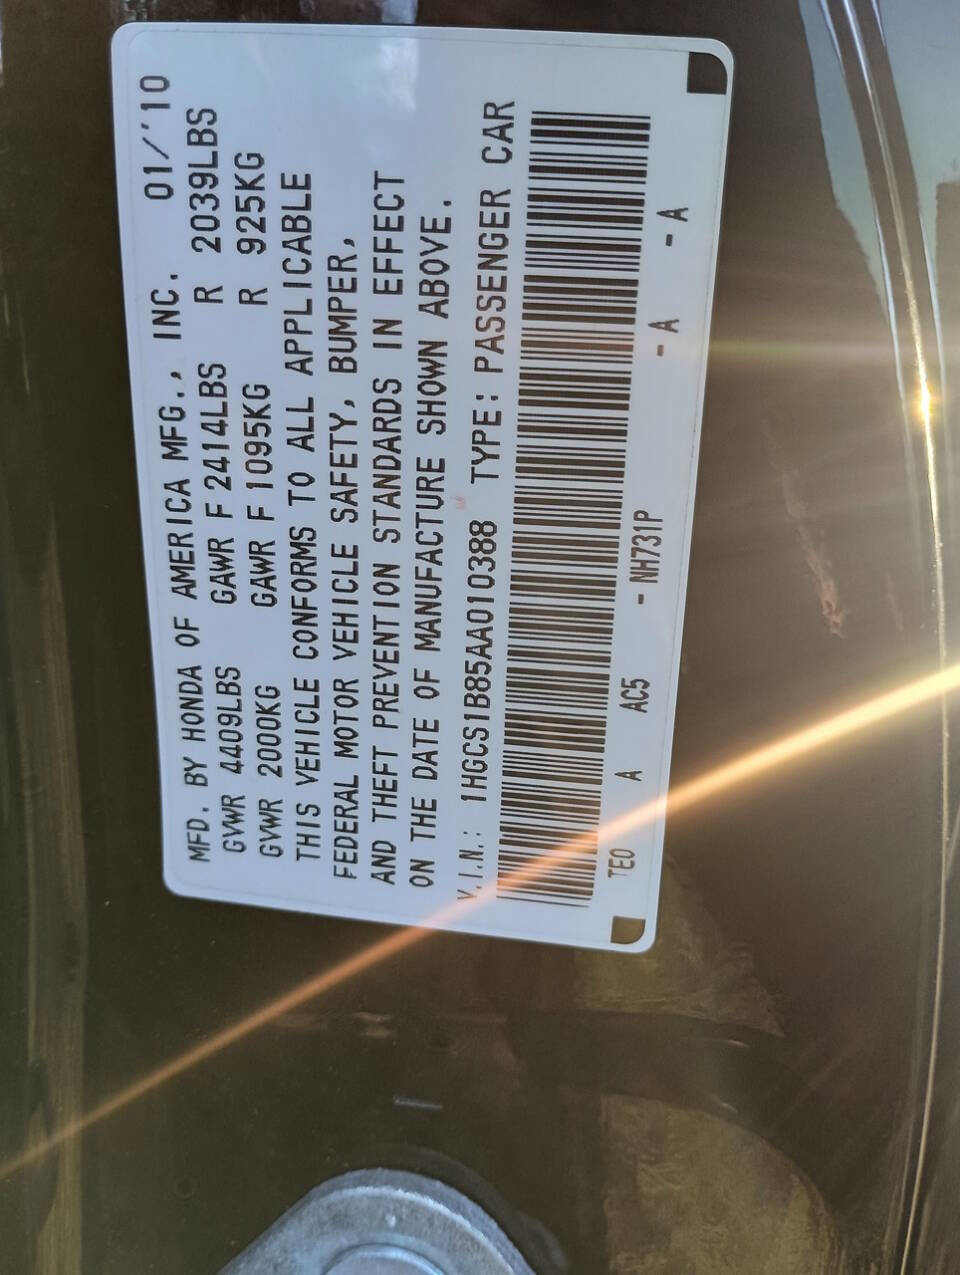 MFD. BY HONDA OF AMERICA MFG., INC. 01/'10
GVWR 4409LBS GAWR F 2414LBS R 2039LBS
GVWR 2000KG GAWR F 1095KG R 925KG
THIS VEHICLE CONFORMS TO ALL APPLICABLE
FEDERAL MOTOR VEHICLE SAFETY, BUMPER,
AND THEFT PREVENTION STANDARDS IN EFFECT
ON THE DATE OF MANUFACTURE SHOWN ABOVE.
V.I.N.: 1HGCS1B85AA010388 TYPE: PASSENGER CAR
TE0 A AC5 - NH731P - A - A